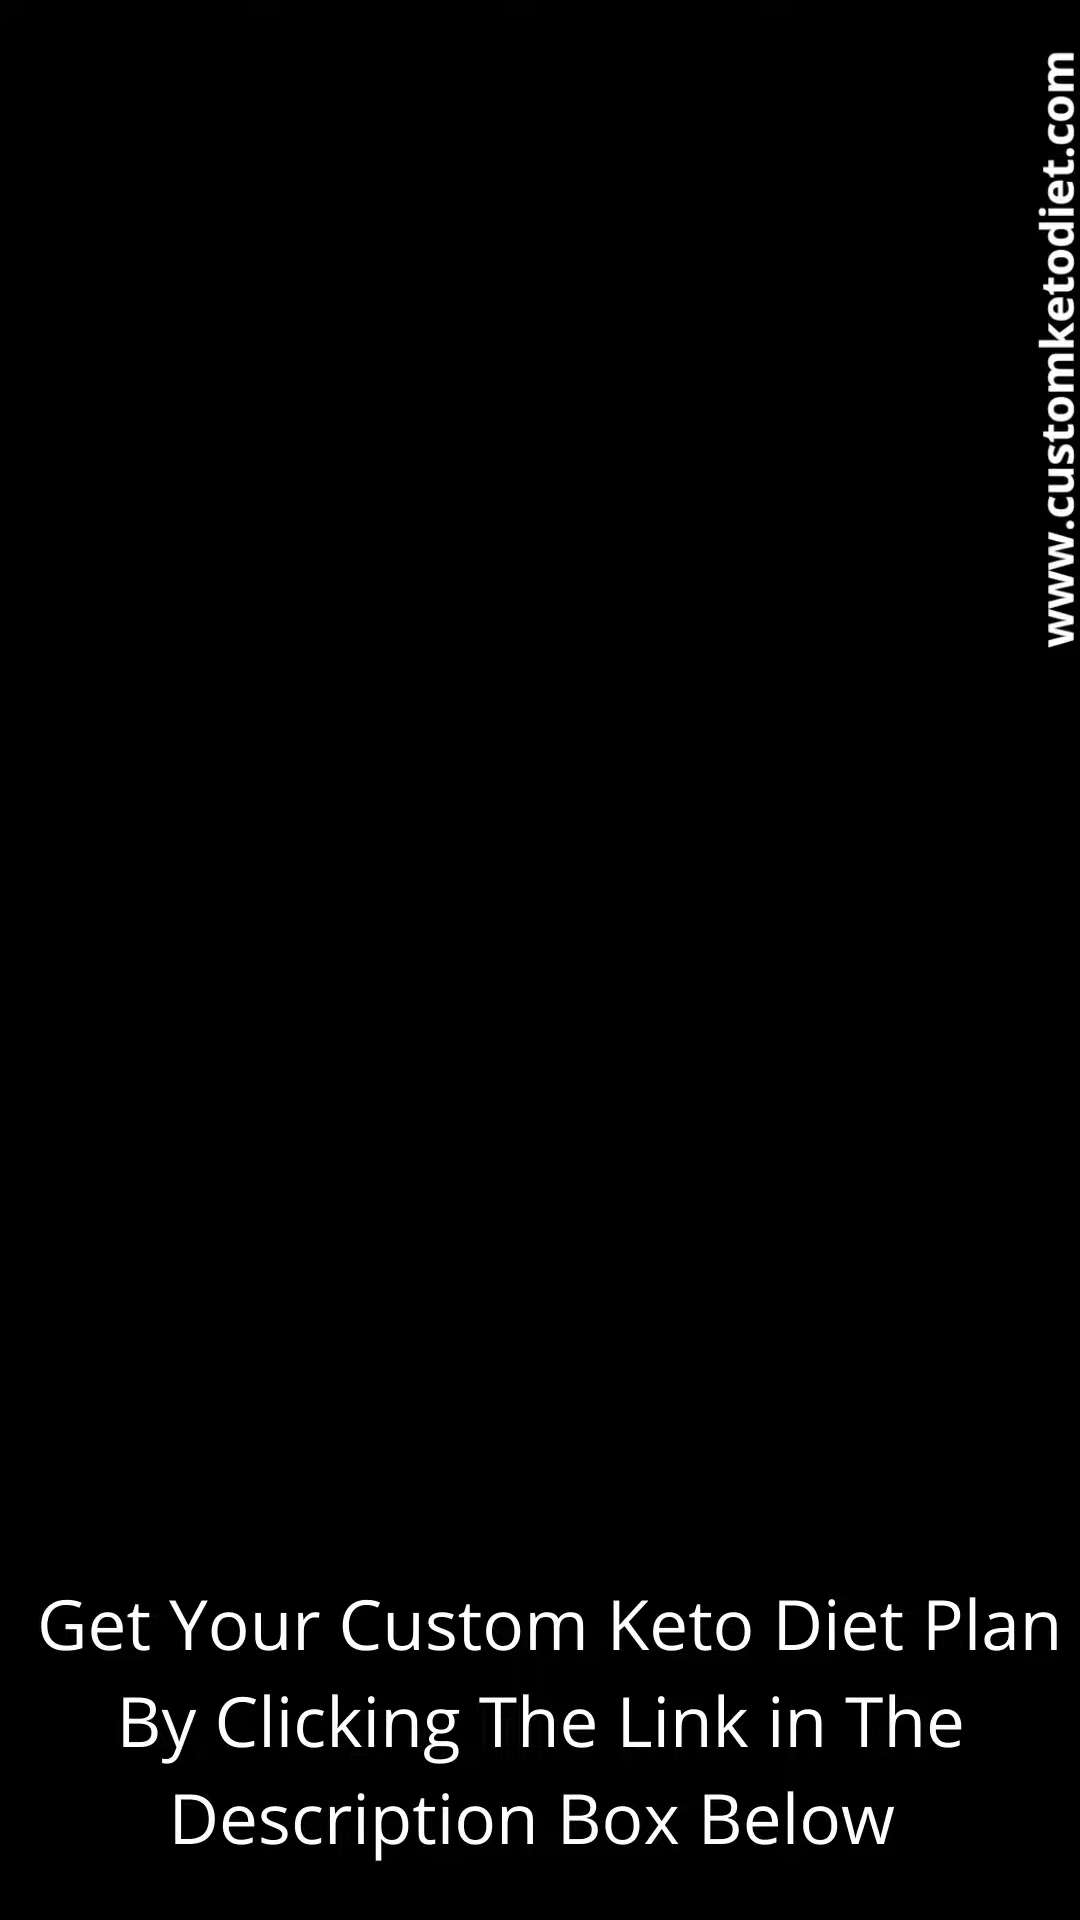 www.customketodiet.com
Get Your Custom Keto Diet Plan
By Clicking The Link in The
Description Box Below